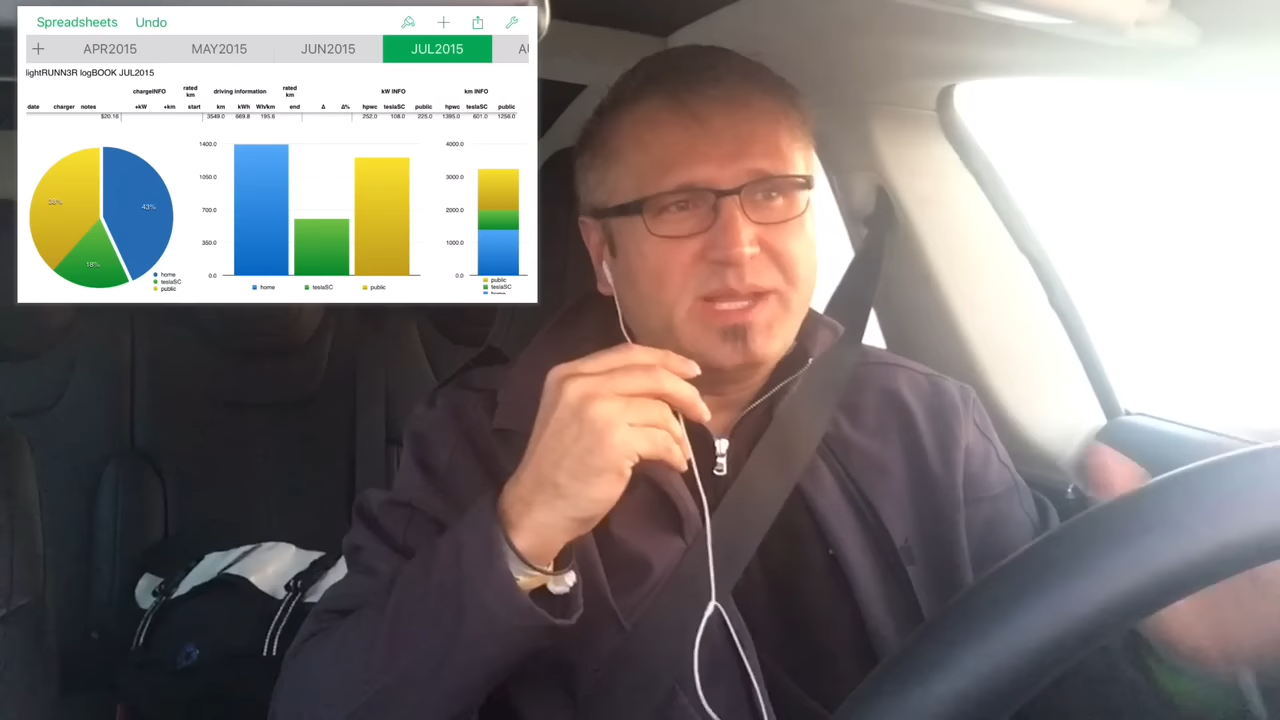 Spreadsheets Undo
APR2015 MAY2015 JUN2015 JUL2015 AU
lightRUNN3R logBOOK JUL2015
chargeINFO rated km driving information rated km kW INFO km INFO
date charger notes +kW +km start km kWh Wh/km end Δ Δ% hpwc teslaSC public hpwc teslaSC public
$20.16 3549.0 669.8 195.6 252.0 108.0 225.0 1395.0 601.0 1256.0
1400.0 4000.0
1050.0 3000.0
38% 43%
700.0 2000.0
18%
350.0 1000.0
0.0 0.0
home
teslaSC
public
home teslaSC public
public
teslaSC